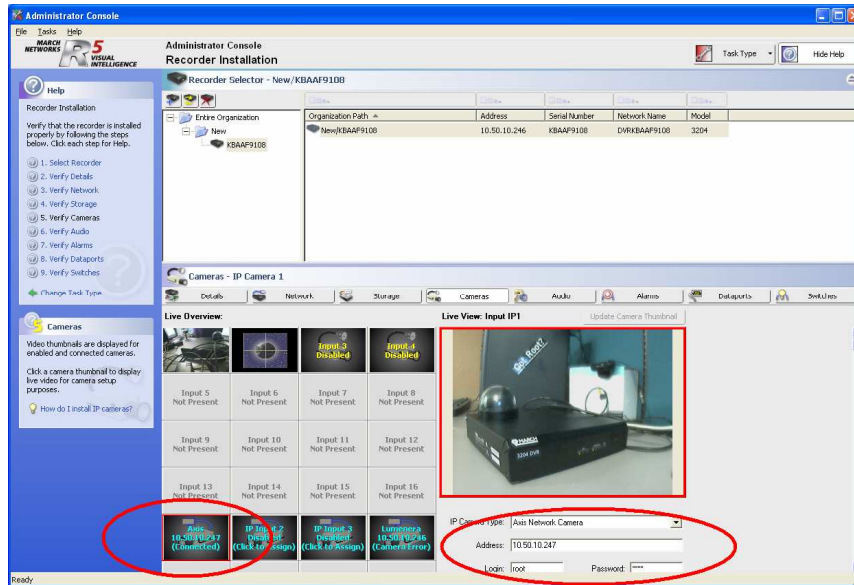 Administrator Console
File Tasks Help
MARCH NETWORKS R5 VISUAL INTELLIGENCE
Administrator Console
Recorder Installation
Task Type
Hide Help
Help
Recorder Installation
Verify that the recorder is installed
properly by following the steps
below. Click each step for Help.
1. Select Recorder
2. Verify Details
3. Verify Network
4. Verify Storage
5. Verify Cameras
6. Verify Audio
7. Verify Alarms
8. Verify Dataports
9. Verify Switches
Change Task Type
Cameras
Video thumbnails are displayed for
enabled and connected cameras.
Click a camera thumbnail to display
live video for camera setup
purposes.
How do I install IP cameras?
Recorder Selector - New/KBAAF9108
Entire Organization
New
KBAAF9108
Organization Path Address Serial Number Network Name Model
New/KBAAF9108 10.50.10.246 KBAAF9108 DVRKBAAF9108 3204
Cameras - IP Camera 1
Details Network Storage Cameras Audio Alarms Dataports Switches
Live Overview:
Input 3 Disabled
Input 4 Disabled
Input 5 Not Present
Input 6 Not Present
Input 7 Not Present
Input 8 Not Present
Input 9 Not Present
Input 10 Not Present
Input 11 Not Present
Input 12 Not Present
Input 13 Not Present
Input 14 Not Present
Input 15 Not Present
Input 16 Not Present
Axis 10.50.10.247 (Connected)
IP Input 2 Disabled (Click to Assign)
IP Input 3 Disabled (Click to Assign)
Lumenera 10.50.10.246 (Camera Error)
Live View: Input IP1
Update Camera Thumbnail
Got Root?
MARCH
3204 DVR
IP Camera Type: Axis Network Camera
Address: 10.50.10.247
Login: root Password: ****
Ready